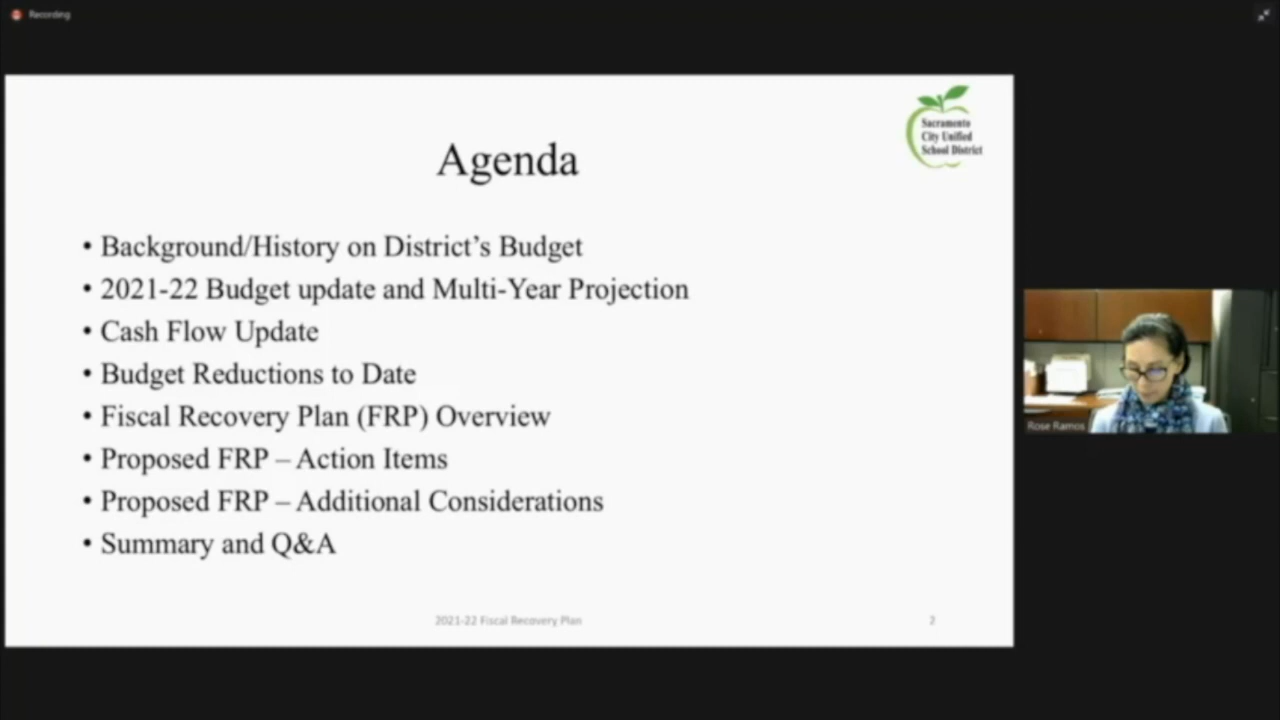 Recording
Sacramento
City Unified
School District
Agenda
• Background/History on District's Budget
• 2021-22 Budget update and Multi-Year Projection
• Cash Flow Update
• Budget Reductions to Date
• Fiscal Recovery Plan (FRP) Overview
• Proposed FRP – Action Items
• Proposed FRP – Additional Considerations
• Summary and Q&A
2021-22 Fiscal Recovery Plan
2
Rose Ramos